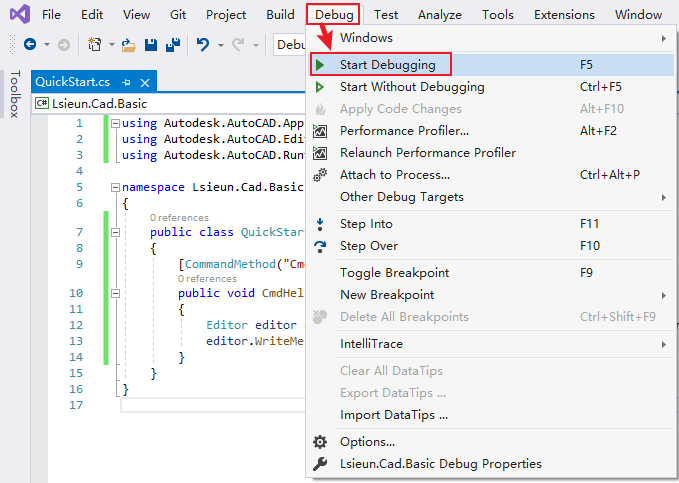 File Edit View Git Project Build Debug Test Analyze Tools Extensions Window
Windows
Start Debugging F5
Start Without Debugging Ctrl+F5
Apply Code Changes Alt+F10
Performance Profiler... Alt+F2
Relaunch Performance Profiler
Attach to Process... Ctrl+Alt+P
Other Debug Targets
Step Into F11
Step Over F10
Toggle Breakpoint F9
New Breakpoint
Delete All Breakpoints Ctrl+Shift+F9
IntelliTrace
Clear All DataTips
Export DataTips ...
Import DataTips ...
Options...
Lsieun.Cad.Basic Debug Properties
Toolbox
QuickStart.cs
C# Lsieun.Cad.Basic
1 using Autodesk.AutoCAD.App
2 using Autodesk.AutoCAD.Edi
3 using Autodesk.AutoCAD.Run
4
5 namespace Lsieun.Cad.Basic
6 {
0 references
7 public class QuickStart
8 {
9 [CommandMethod("Cm
0 references
10 public void CmdHel
11 {
12 Editor editor
13 editor.WriteMe
14 }
15 }
16 }
17